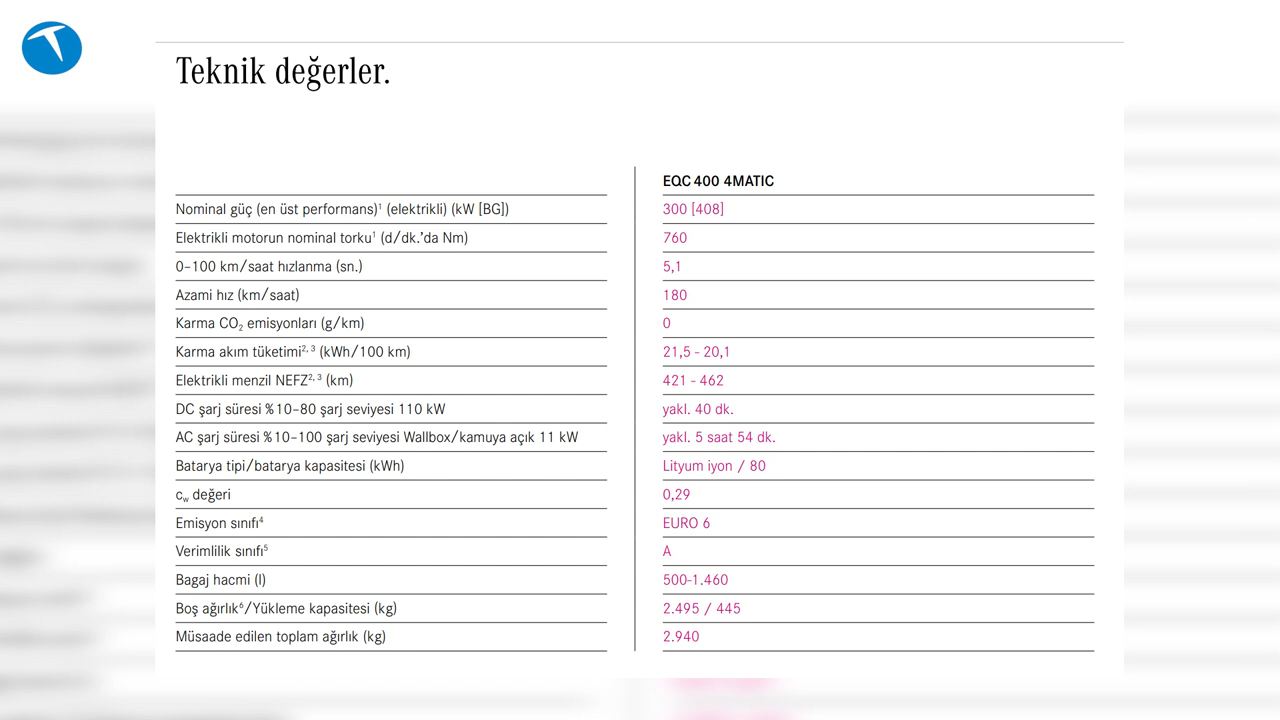 Teknik değerler.
EQC 400 4MATIC
Nominal güç (en üst performans)¹ (elektrikli) (kW [BG]) 300 [408]
Elektrikli motorun nominal torku¹ (d/dk.'da Nm) 760
0–100 km/saat hızlanma (sn.) 5,1
Azami hız (km/saat) 180
Karma CO₂ emisyonları (g/km) 0
Karma akım tüketimi²˒ ³ (kWh/100 km) 21,5 - 20,1
Elektrikli menzil NEFZ²˒ ³ (km) 421 - 462
DC şarj süresi %10–80 şarj seviyesi 110 kW yakl. 40 dk.
AC şarj süresi %10–100 şarj seviyesi Wallbox/kamuya açık 11 kW yakl. 5 saat 54 dk.
Batarya tipi/batarya kapasitesi (kWh) Lityum iyon / 80
c_w değeri 0,29
Emisyon sınıfı⁴ EURO 6
Verimlilik sınıfı⁵ A
Bagaj hacmi (l) 500-1.460
Boş ağırlık⁶/Yükleme kapasitesi (kg) 2.495 / 445
Müsaade edilen toplam ağırlık (kg) 2.940